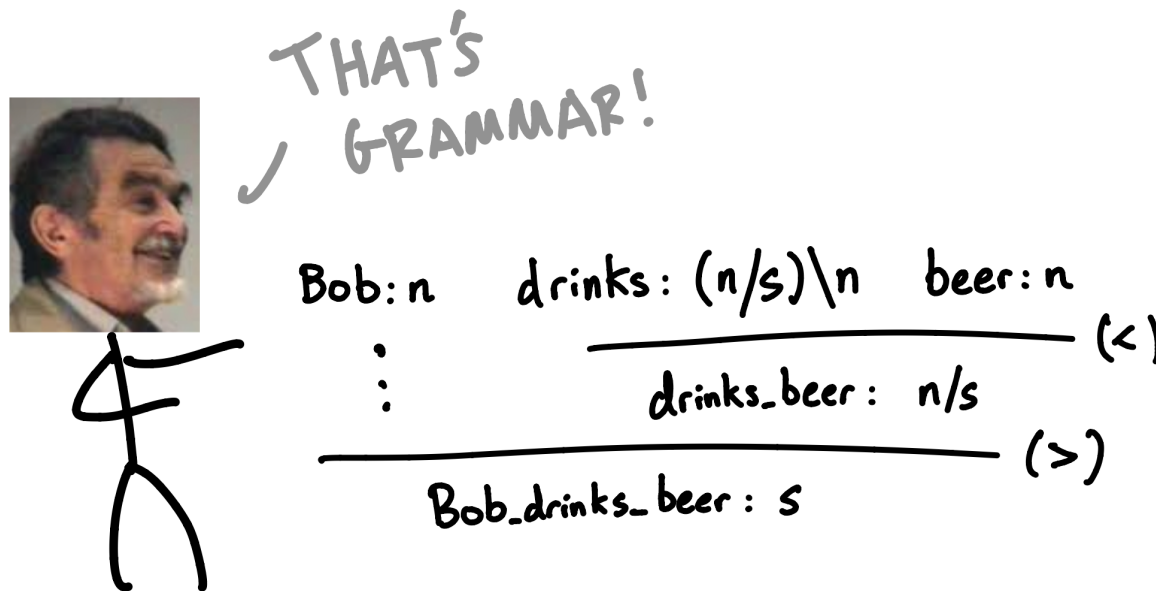 THAT'S
GRAMMAR!
Bob: n drinks: (n/s)\n beer: n
(<)
drinks_beer: n/s
(>)
Bob_drinks_beer: s